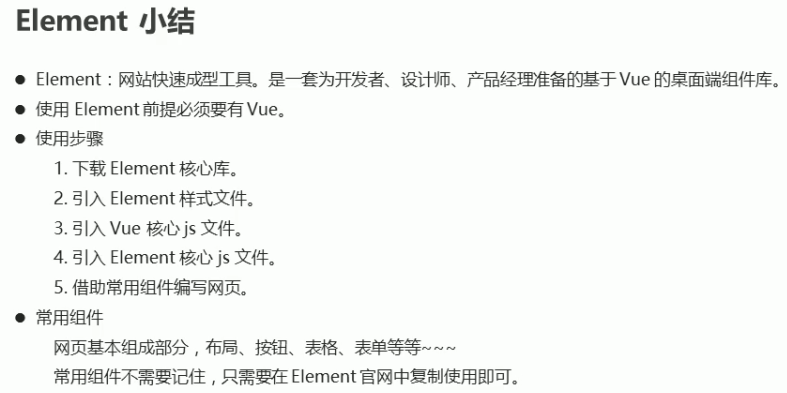 Element 小结
● Element：网站快速成型工具。是一套为开发者、设计师、产品经理准备的基于 Vue 的桌面端组件库。
● 使用 Element 前提必须要有 Vue。
● 使用步骤
1. 下载 Element 核心库。
2. 引入 Element 样式文件。
3. 引入 Vue 核心 js 文件。
4. 引入 Element 核心 js 文件。
5. 借助常用组件编写网页。
● 常用组件
网页基本组成部分，布局、按钮、表格、表单等等~~~
常用组件不需要记住，只需要在 Element 官网中复制使用即可。